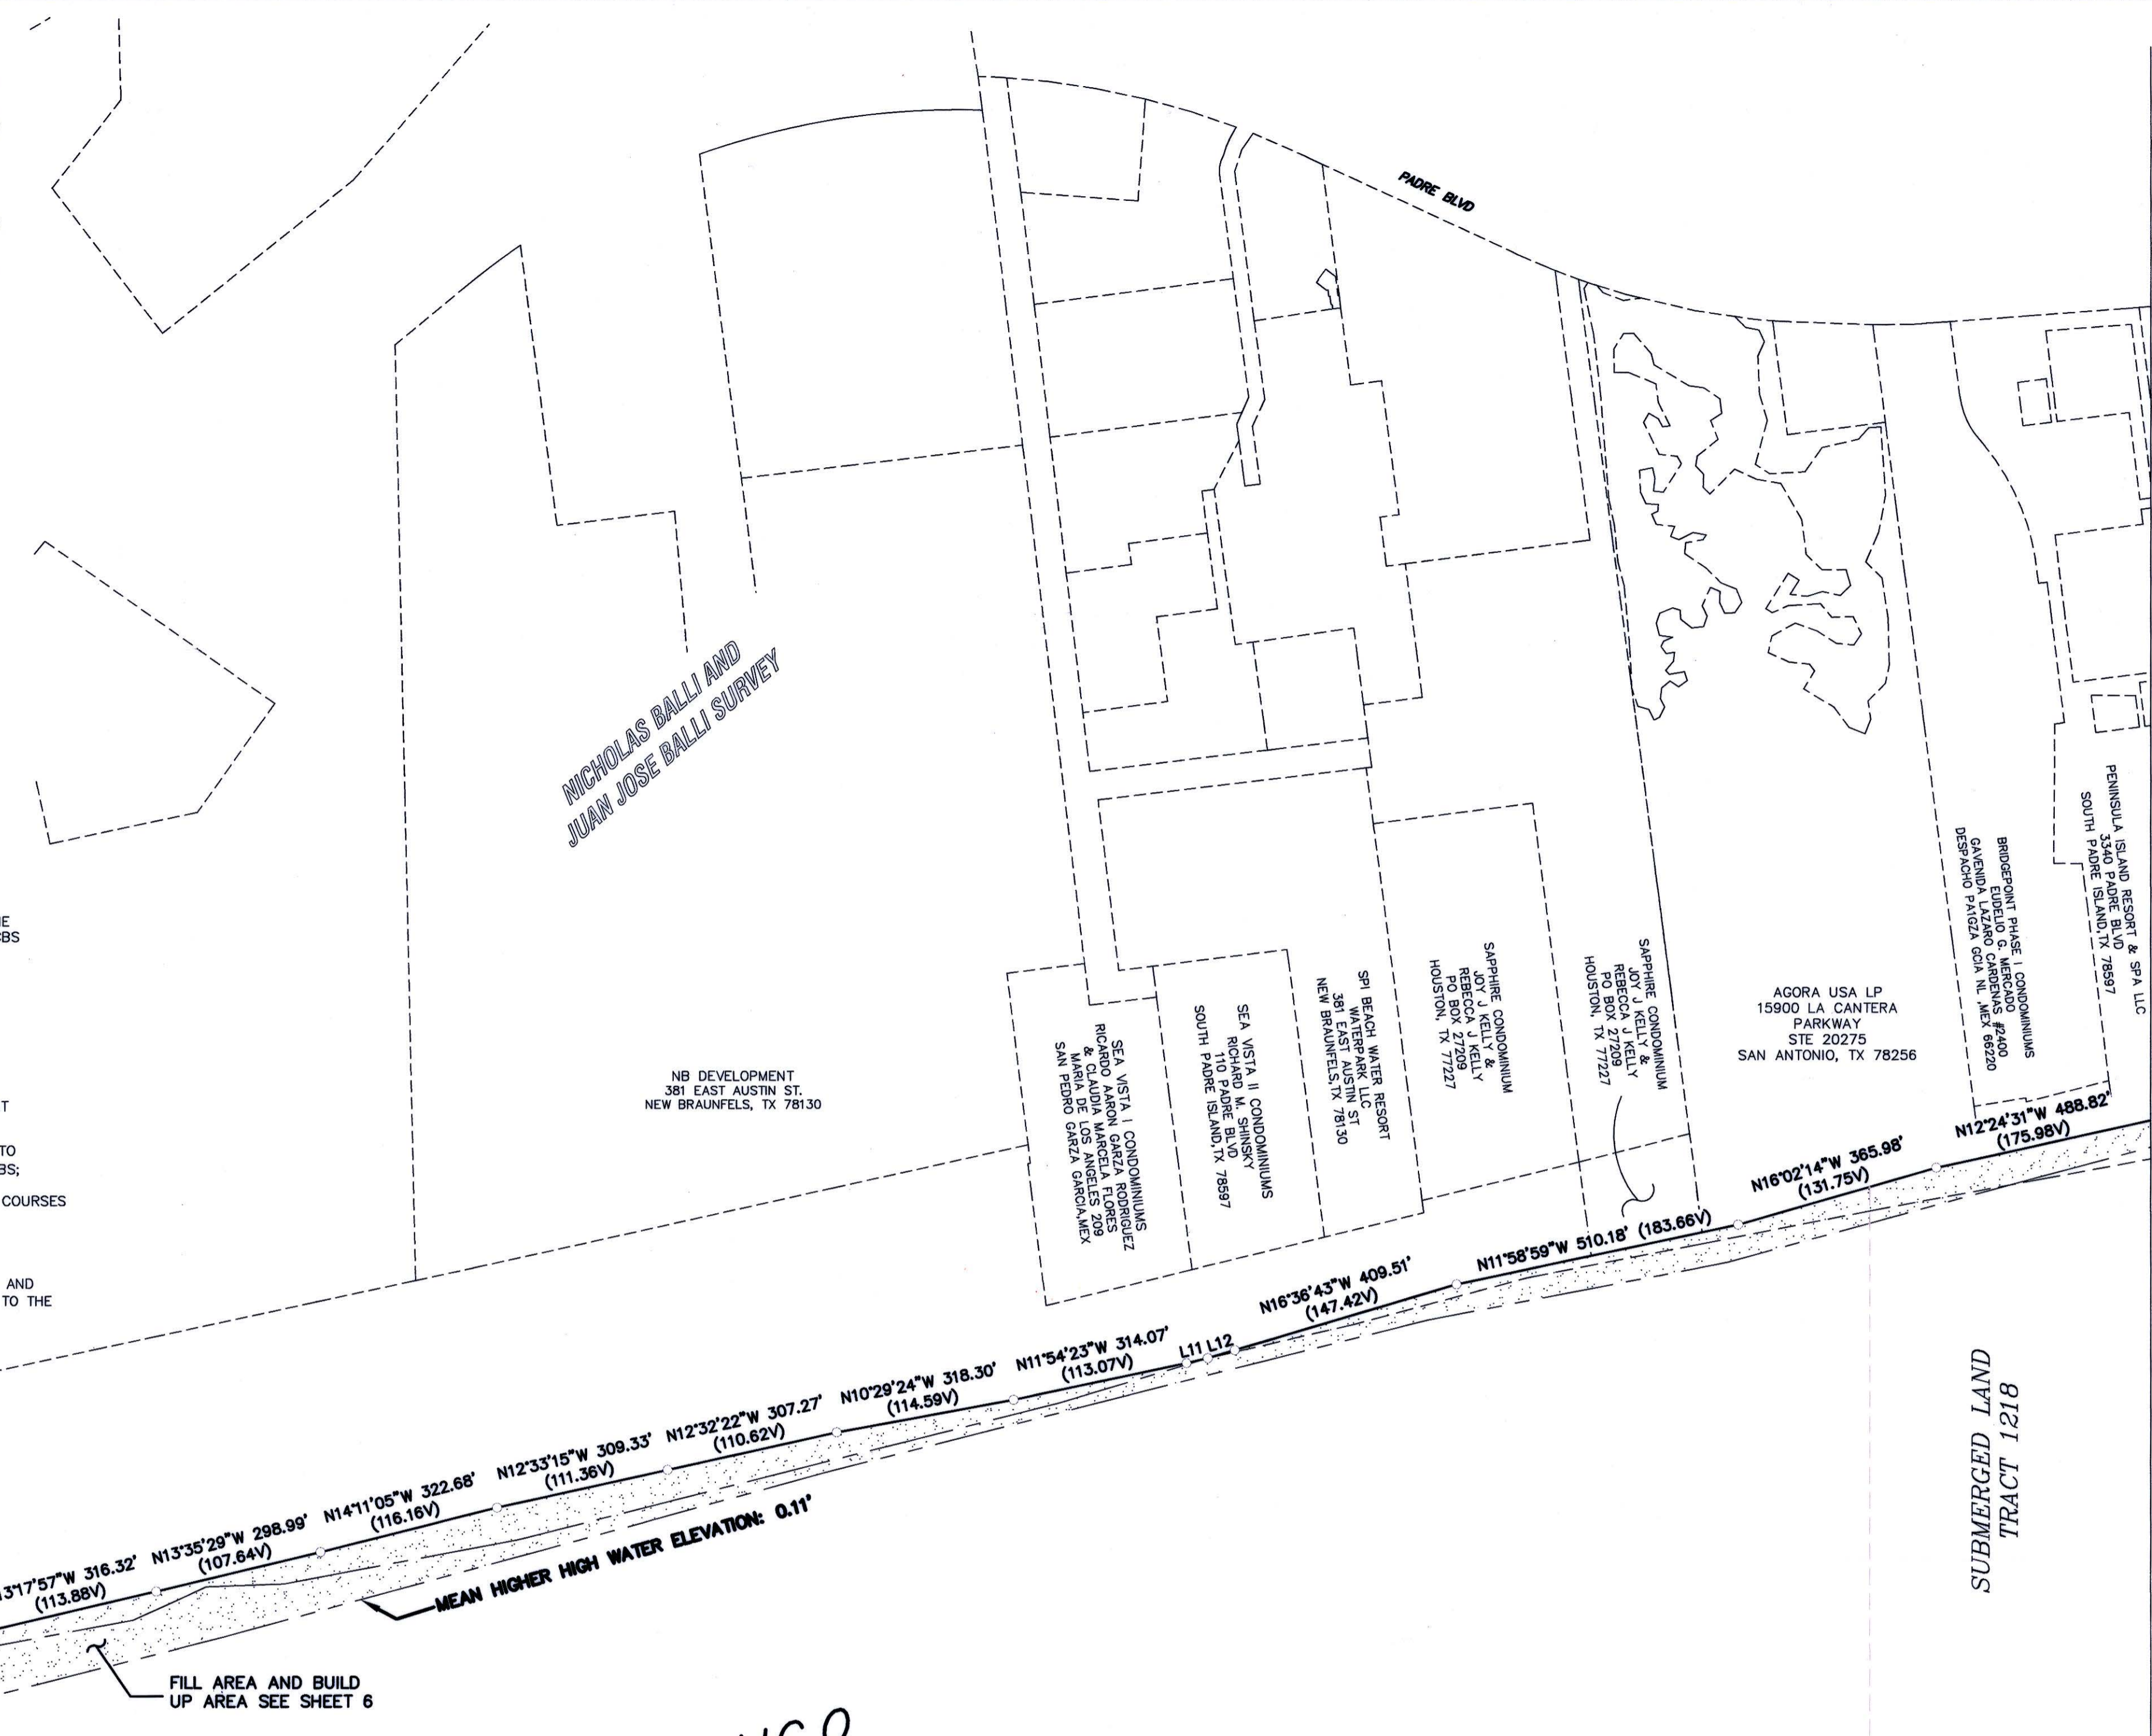 PADRE BLVD
NICHOLAS BALLI AND
JUAN JOSE BALLI SURVEY
BS;
COURSES
AND
TO THE
NB DEVELOPMENT
381 EAST AUSTIN ST.
NEW BRAUNFELS, TX 78130
SEA VISTA I CONDOMINIUMS
RICARDO AARON GARZA RODRIGUEZ
& CLAUDIA MARCELA FLORES
MARIA DE LOS ANGELES 209
SAN PEDRO GARZA GARCIA,MEX
SEA VISTA II CONDOMINIUMS
RICHARD M. SHINSKY
110 PADRE BLVD
SOUTH PADRE ISLAND,TX 78597
SPI BEACH WATER RESORT
WATERPARK LLC
381 EAST AUSTIN ST
NEW BRAUNFELS,TX 78130
SAPPHIRE CONDOMINIUM
JOY J KELLY &
REBECCA J KELLY
PO BOX 27209
HOUSTON, TX 77227
SAPPHIRE CONDOMINIUM
JOY J KELLY &
REBECCA J KELLY
PO BOX 27209
HOUSTON, TX 77227
AGORA USA LP
15900 LA CANTERA
PARKWAY
STE 20275
SAN ANTONIO, TX 78256
BRIDGEPOINT PHASE I CONDOMINIUMS
EUDELIO G. MERCADO
GAVENIDA LAZARO CARDENAS #2400
DESPACHO PA1GZA GCIA NL ,MEX 66220
PENINSULA ISLAND RESORT & SPA LLC
3340 PADRE BLVD
SOUTH PADRE ISLAND,TX 78597
3°17'57"W 316.32'
(113.88V)
N13°35'29"W 298.99'
(107.64V)
N14°11'05"W 322.68'
(116.16V)
N12°33'15"W 309.33'
(111.36V)
N12°32'22"W 307.27'
(110.62V)
N10°29'24"W 318.30'
(114.59V)
N11°54'23"W 314.07'
(113.07V)
L11 L12
N16°36'43"W 409.51'
(147.42V)
N11°58'59"W 510.18' (183.66V)
N16°02'14"W 365.98'
(131.75V)
N12°24'31"W 488.82'
(175.98V)
MEAN HIGHER HIGH WATER ELEVATION: 0.11'
FILL AREA AND BUILD
UP AREA SEE SHEET 6
SUBMERGED LAND
TRACT 1218